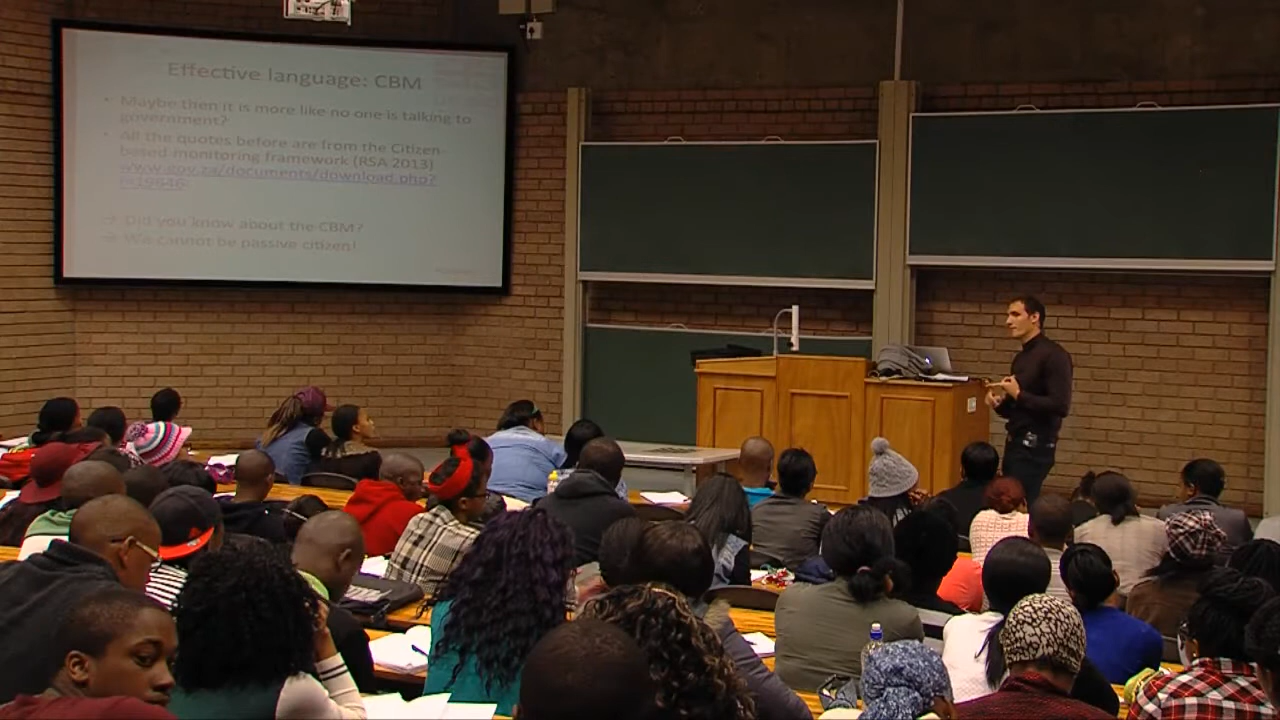 Effective language: CBM
• Maybe then it is more like no one is talking to
government?
• All the quotes before are from the Citizen-
based-monitoring framework (RSA 2013)
www.gov.za/documents/download.php?
→ Did you know about the CBM?
→ We cannot be passive citizen!